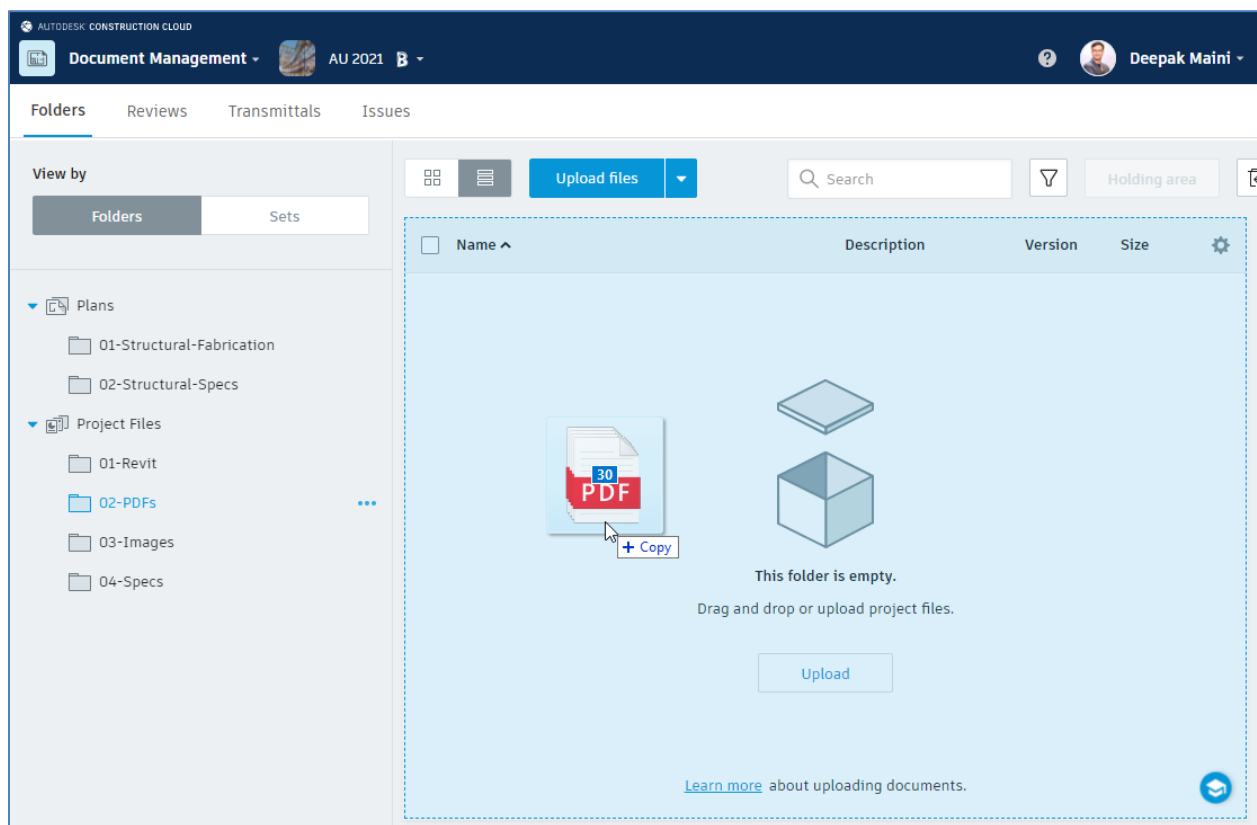 AUTODESK CONSTRUCTION CLOUD
Document Management
AU 2021 B
Deepak Maini
Folders Reviews Transmittals Issues
View by
Folders Sets
Plans
01-Structural-Fabrication
02-Structural-Specs
Project Files
01-Revit
02-PDFs
03-Images
04-Specs
Upload files
Search
Holding area
Name Description Version Size
30
PDF
+ Copy
This folder is empty.
Drag and drop or upload project files.
Upload
Learn more about uploading documents.